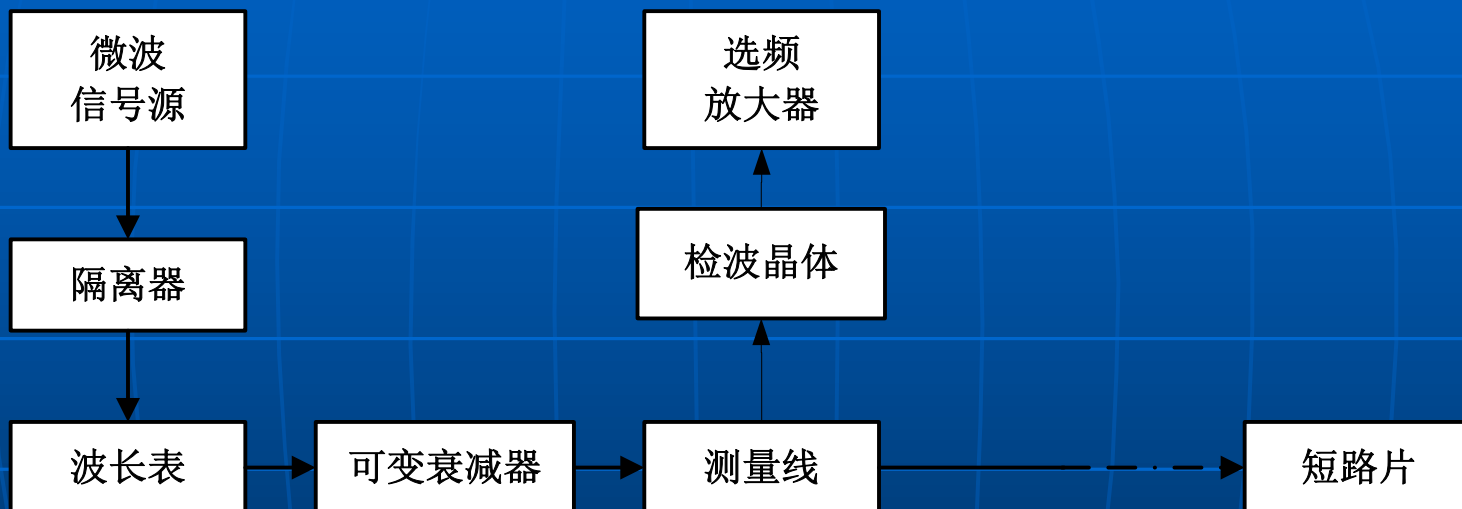 微波
信号源
选频
放大器
隔离器
检波晶体
波长表
可变衰减器
测量线
短路片